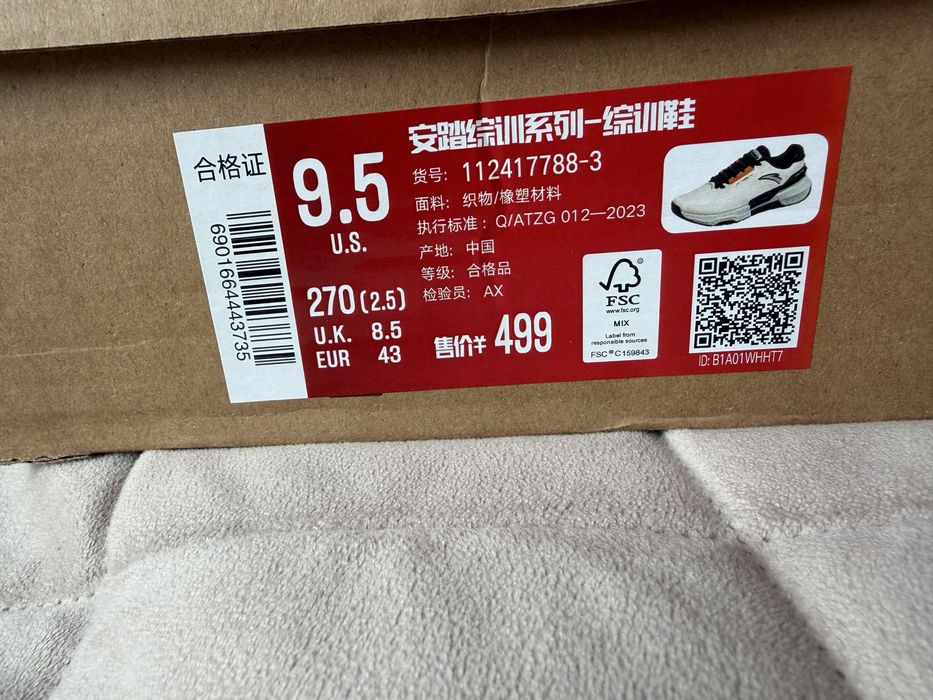 合格证
6901664443735
9.5
U.S.
270(2.5)
U.K. 8.5
EUR 43
安踏综训系列-综训鞋
货号: 112417788-3
面料: 织物/橡塑材料
执行标准: Q/ATZG 012—2023
产地: 中国
等级: 合格品
检验员: AX
售价¥ 499
FSC®
www.fsc.org
MIX
Label from
responsible sources
FSC® C159843
ID: B1A01WHHT7